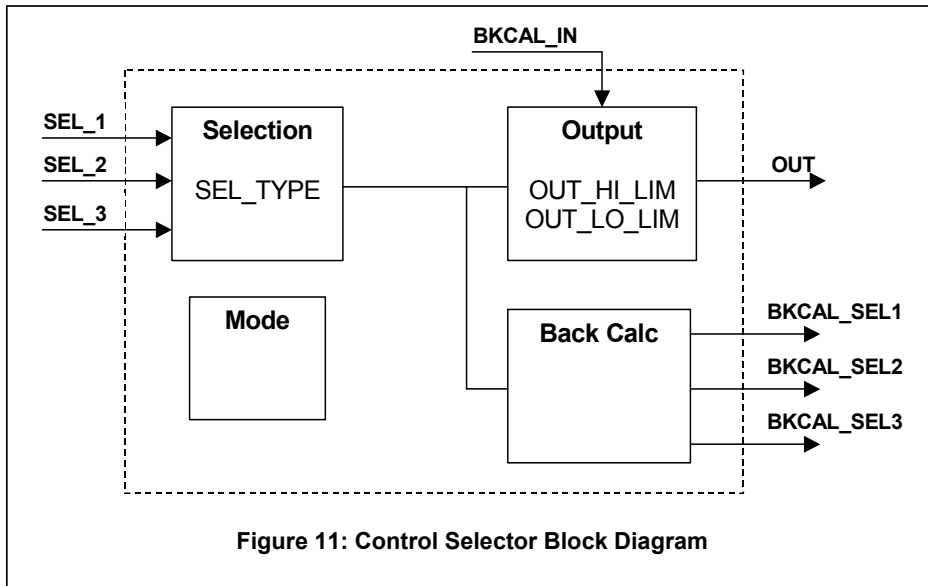 BKCAL_IN
SEL_1
SEL_2
SEL_3
Selection
SEL_TYPE
Output
OUT_HI_LIM
OUT_LO_LIM
OUT
Mode
Back Calc
BKCAL_SEL1
BKCAL_SEL2
BKCAL_SEL3
Figure 11: Control Selector Block Diagram